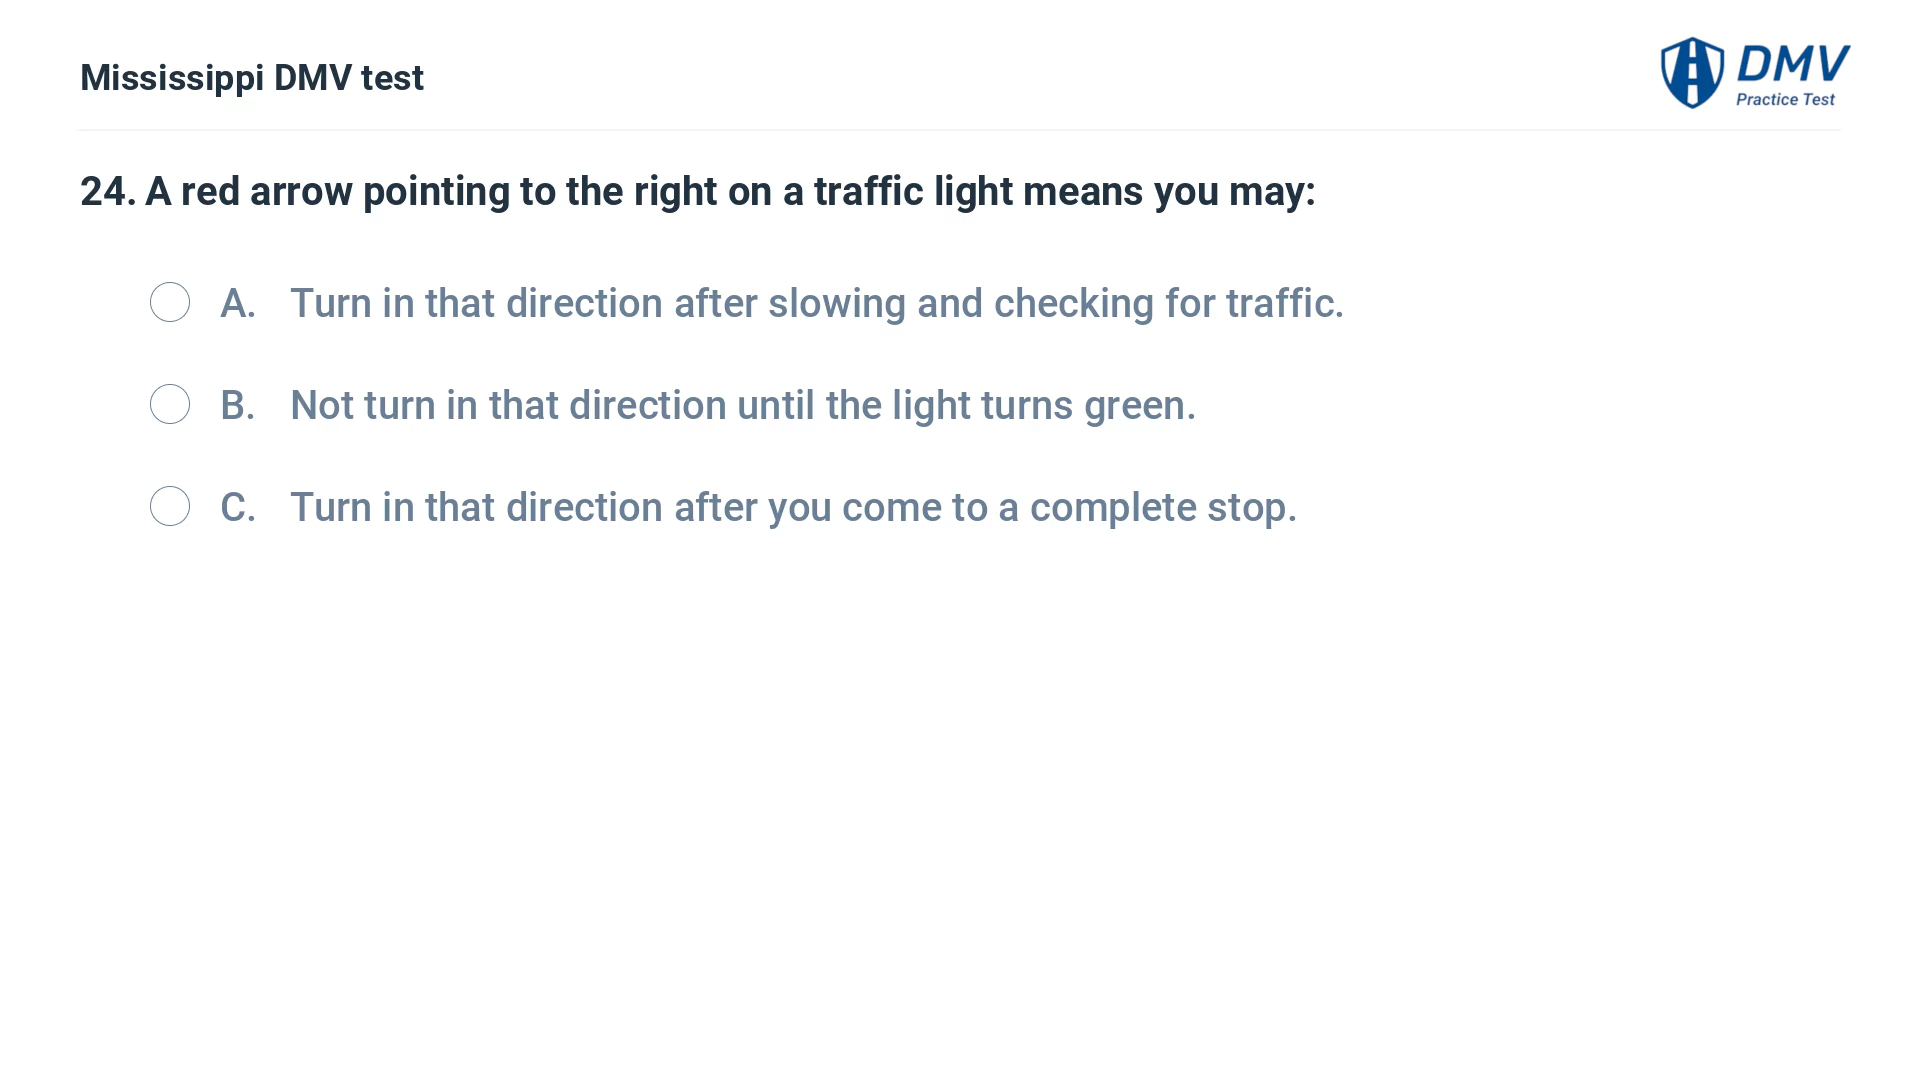 Mississippi DMV test
DMV
Practice Test
24. A red arrow pointing to the right on a traffic light means you may:
A. Turn in that direction after slowing and checking for traffic.
B. Not turn in that direction until the light turns green.
C. Turn in that direction after you come to a complete stop.